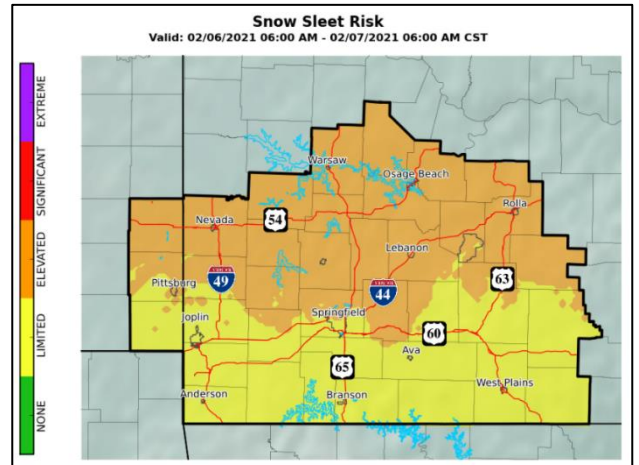 Snow Sleet Risk
Valid: 02/06/2021 06:00 AM - 02/07/2021 06:00 AM CST
EXTREME
SIGNIFICANT
ELEVATED
LIMITED
NONE
Warsaw
Osage Beach
Rolla
Nevada
54
Lebanon
63
Pittsburg
49
44
Joplin
Springfield
60
Ava
65
Anderson
Branson
West Plains